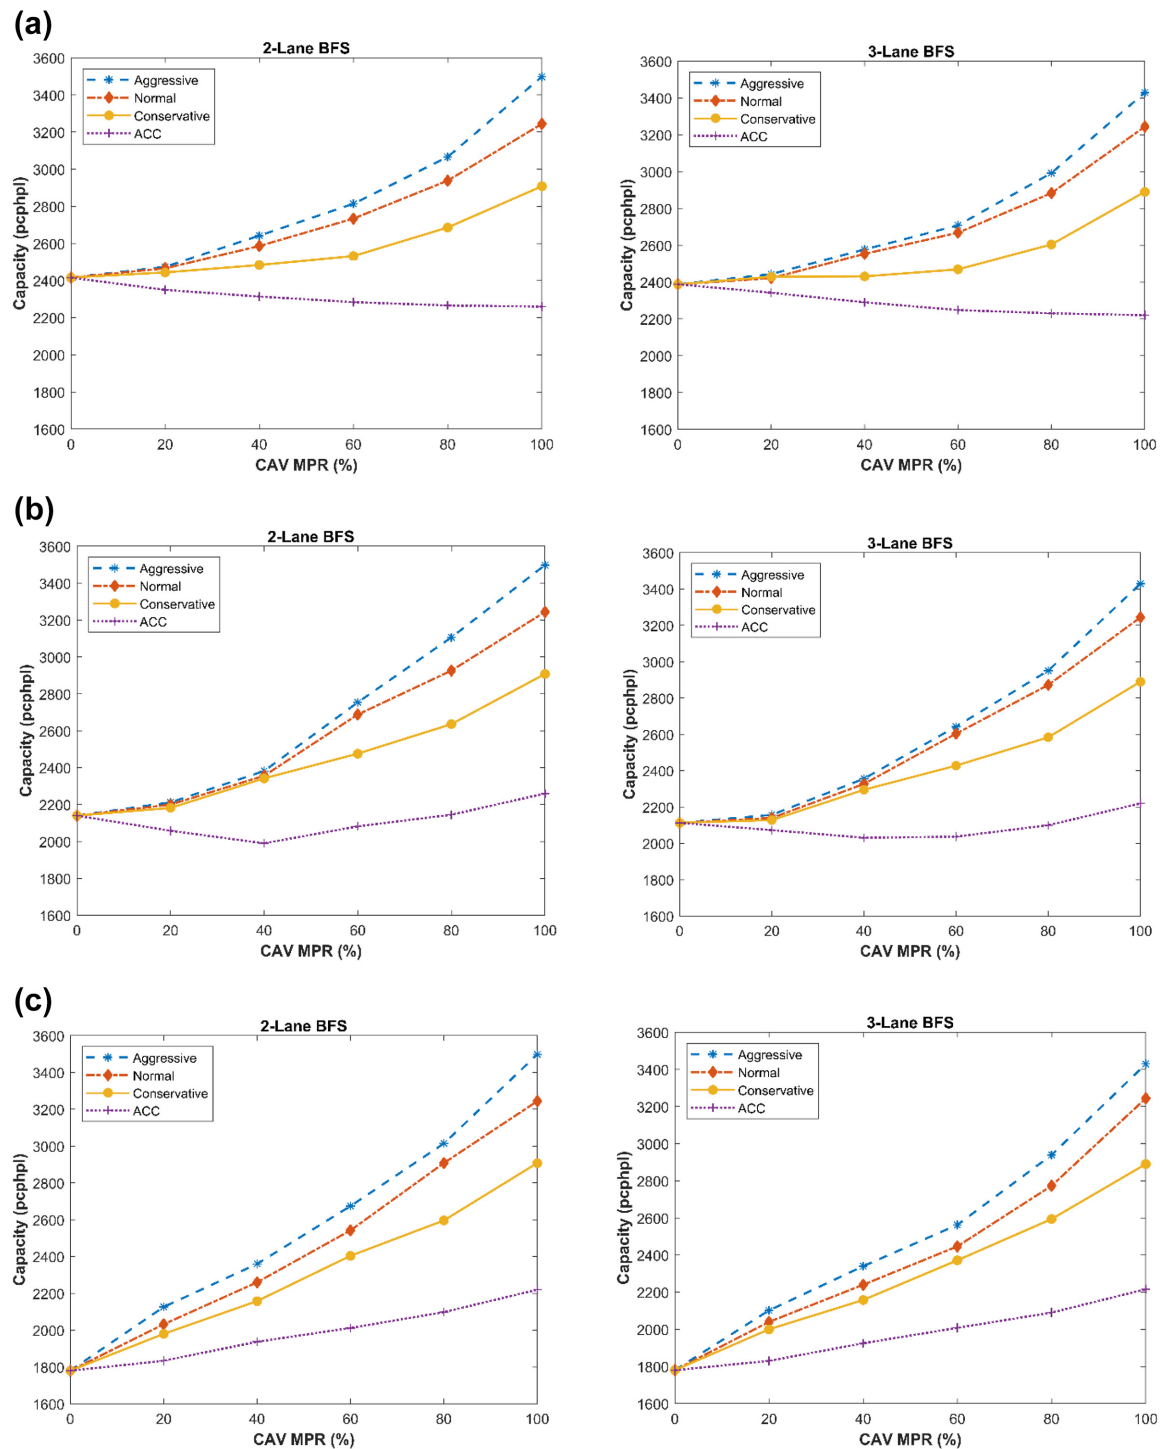 (a)
2-Lane BFS
3600
3400
3200
3000
2800
2600
2400
2200
2000
1800
1600
Capacity (pcphpl)
Aggressive
Normal
Conservative
ACC
0 20 40 60 80 100
CAV MPR (%)
3-Lane BFS
3600
3400
3200
3000
2800
2600
2400
2200
2000
1800
1600
Capacity (pcphpl)
Aggressive
Normal
Conservative
ACC
0 20 40 60 80 100
CAV MPR (%)
(b)
2-Lane BFS
3600
3400
3200
3000
2800
2600
2400
2200
2000
1800
1600
Capacity (pcphpl)
Aggressive
Normal
Conservative
ACC
0 20 40 60 80 100
CAV MPR (%)
3-Lane BFS
3600
3400
3200
3000
2800
2600
2400
2200
2000
1800
1600
Capacity (pcphpl)
Aggressive
Normal
Conservative
ACC
0 20 40 60 80 100
CAV MPR (%)
(c)
2-Lane BFS
3600
3400
3200
3000
2800
2600
2400
2200
2000
1800
1600
Capacity (pcphpl)
Aggressive
Normal
Conservative
ACC
0 20 40 60 80 100
CAV MPR (%)
3-Lane BFS
3600
3400
3200
3000
2800
2600
2400
2200
2000
1800
1600
Capacity (pcphpl)
Aggressive
Normal
Conservative
ACC
0 20 40 60 80 100
CAV MPR (%)